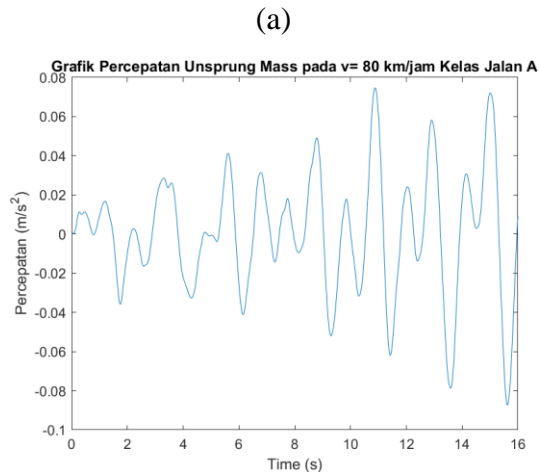 (a)
Grafik Percepatan Unsprung Mass pada v= 80 km/jam Kelas Jalan A
0.08
0.06
0.04
0.02
0
-0.02
-0.04
-0.06
-0.08
-0.1
Percepatan (m/s²)
0 2 4 6 8 10 12 14 16
Time (s)